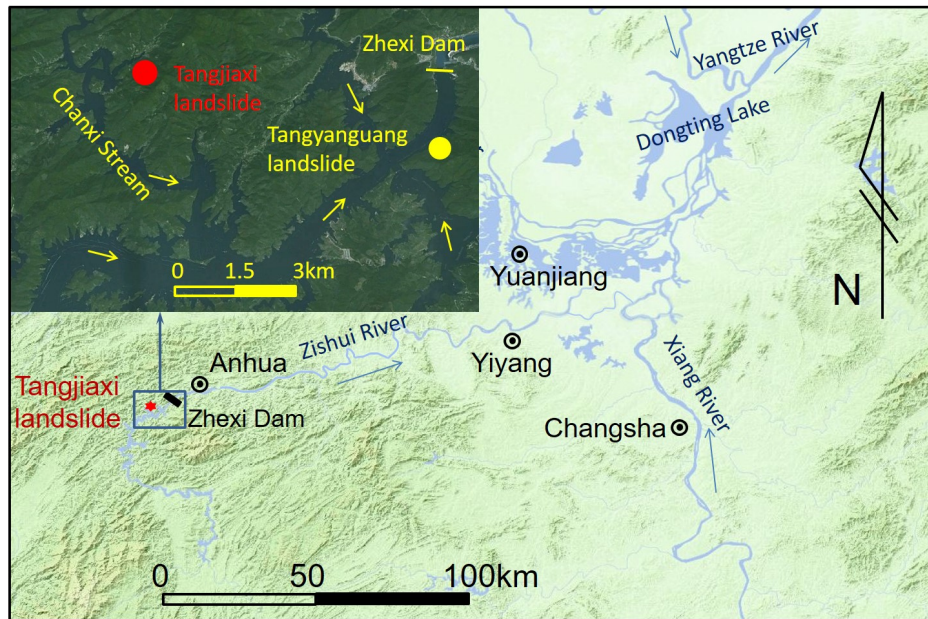 Zhexi Dam
Tangjiaxi
landslide
Chanxi Stream
Tangyanguang
landslide
0 1.5 3km
Yangtze River
Dongting Lake
N
Yuanjiang
Zishui River
Anhua
Yiyang
Tangjiaxi
landslide
Zhexi Dam
Xiang River
Changsha
0 50 100km